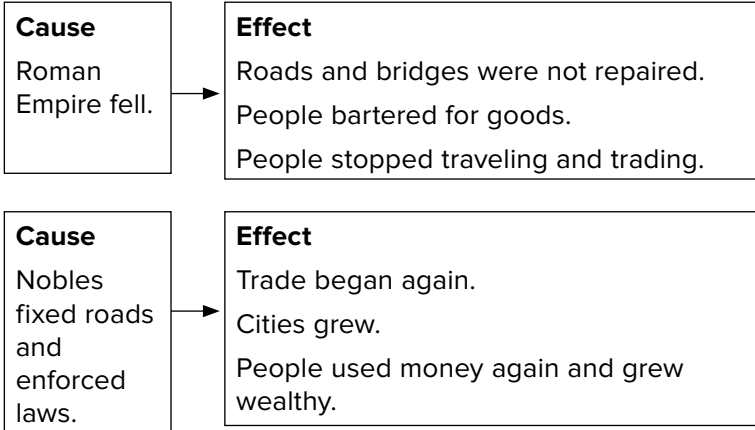 Cause
Roman
Empire fell.
Effect
Roads and bridges were not repaired.
People bartered for goods.
People stopped traveling and trading.
Cause
Nobles
fixed roads
and
enforced
laws.
Effect
Trade began again.
Cities grew.
People used money again and grew
wealthy.